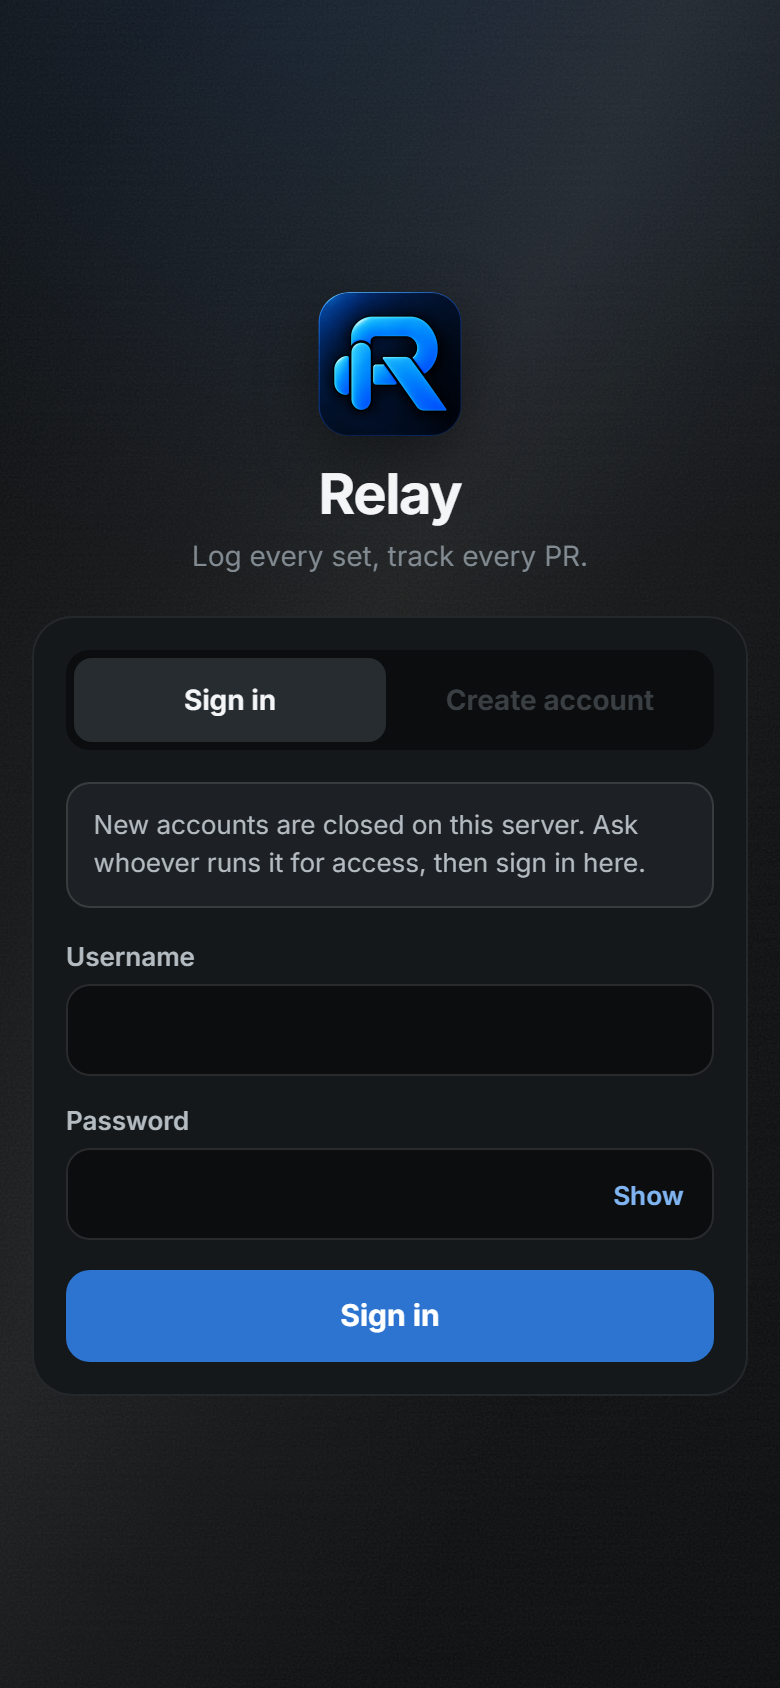 Relay
Log every set, track every PR.
Sign in
Create account
New accounts are closed on this server. Ask
whoever runs it for access, then sign in here.
Username
Password
Show
Sign in